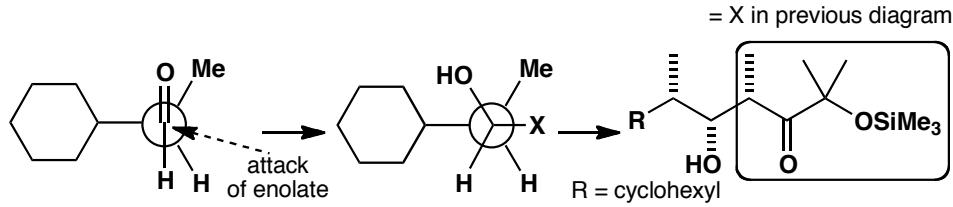 = X in previous diagram
O
Me
H
H
attack
of enolate
HO
Me
X
H
H
R
HO
O
OSiMe3
R = cyclohexyl